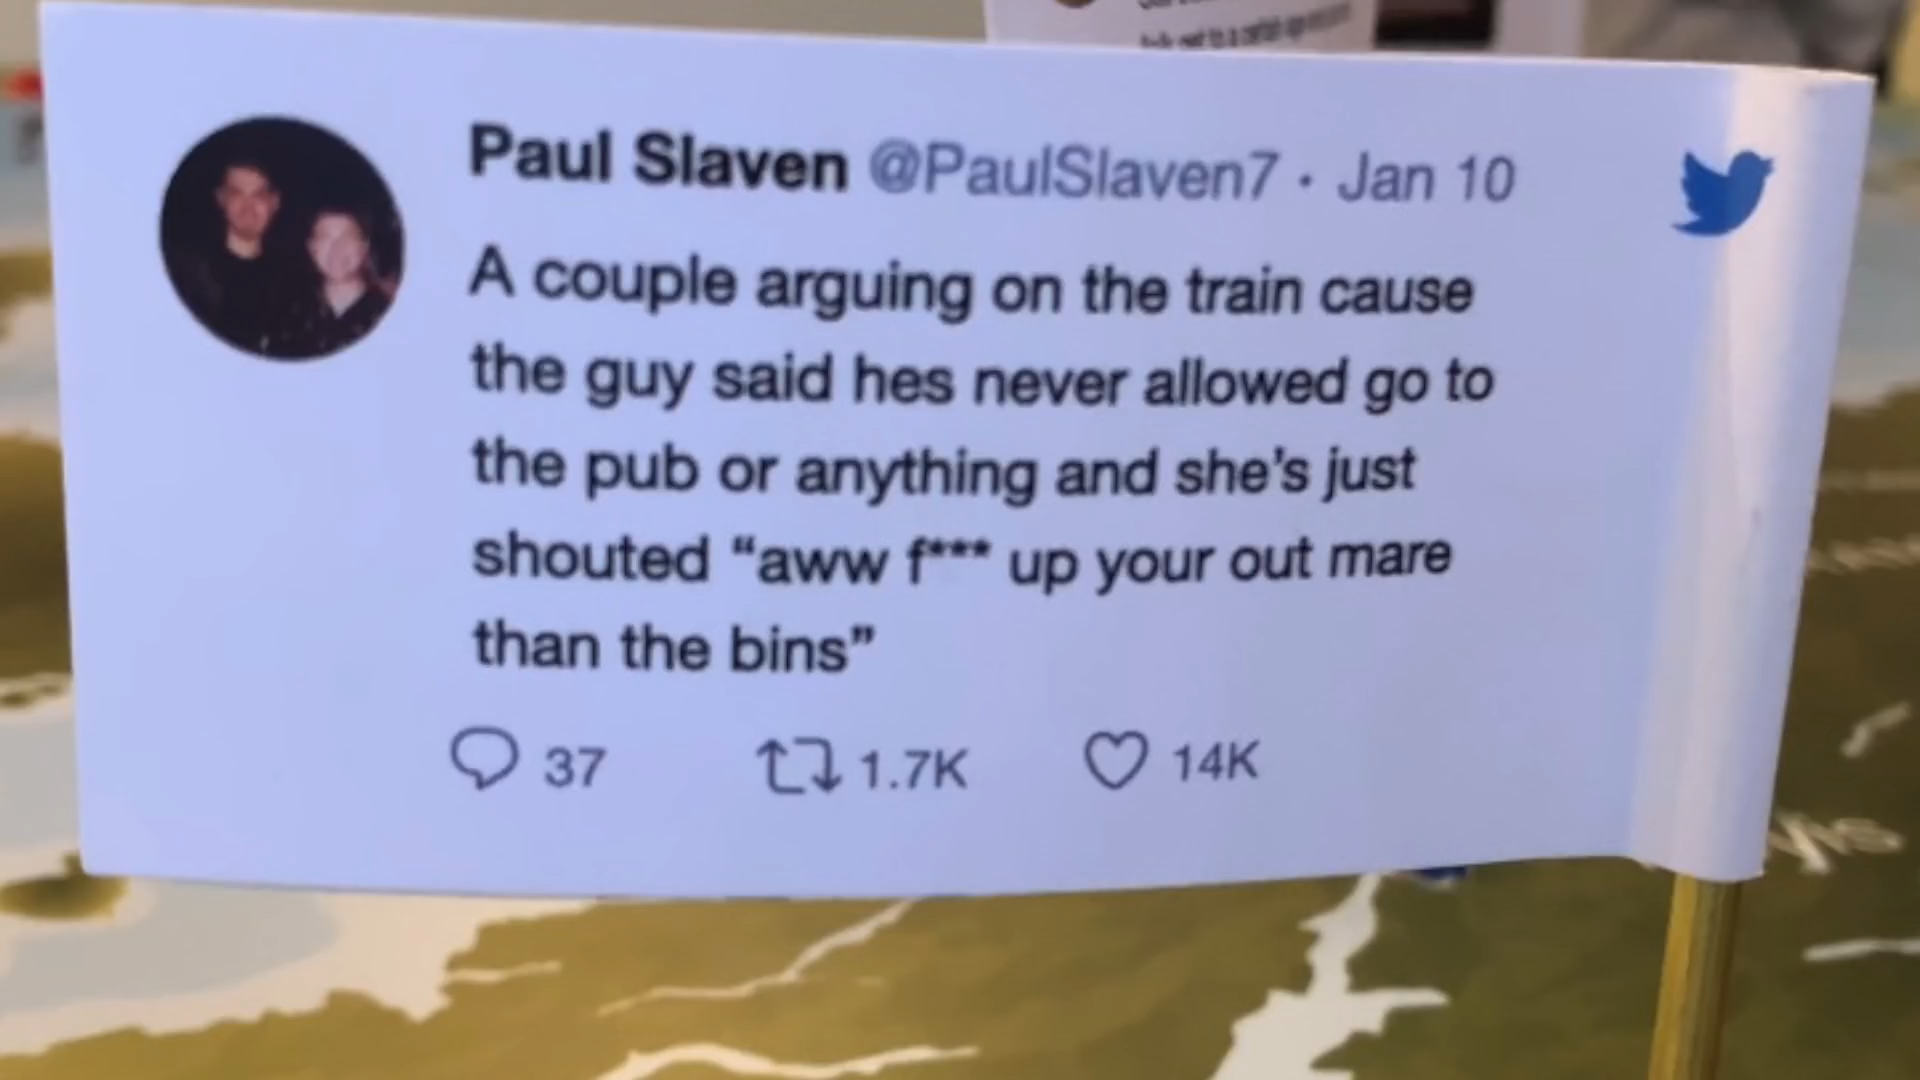 Paul Slaven @PaulSlaven7 · Jan 10
A couple arguing on the train cause
the guy said hes never allowed go to
the pub or anything and she's just
shouted “aww f*** up your out mare
than the bins”
37 1.7K 14K